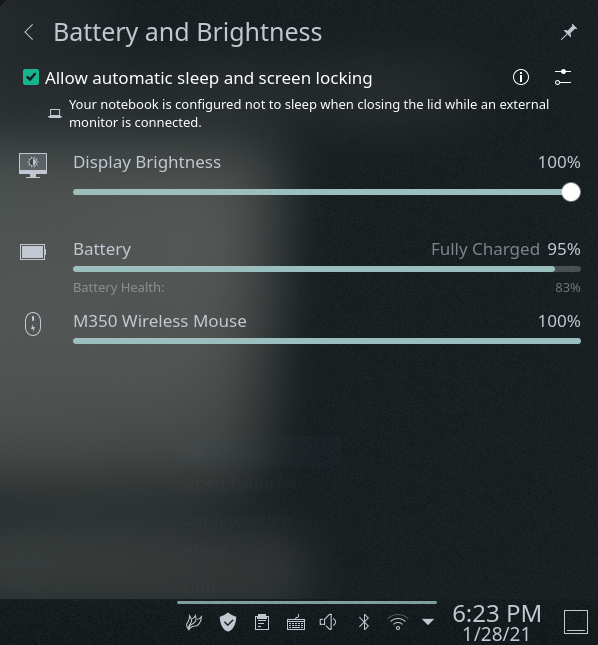 Battery and Brightness
Allow automatic sleep and screen locking
Your notebook is configured not to sleep when closing the lid while an external
monitor is connected.
Display Brightness 100%
Battery Fully Charged 95%
Battery Health: 83%
M350 Wireless Mouse 100%
6:23 PM
1/28/21